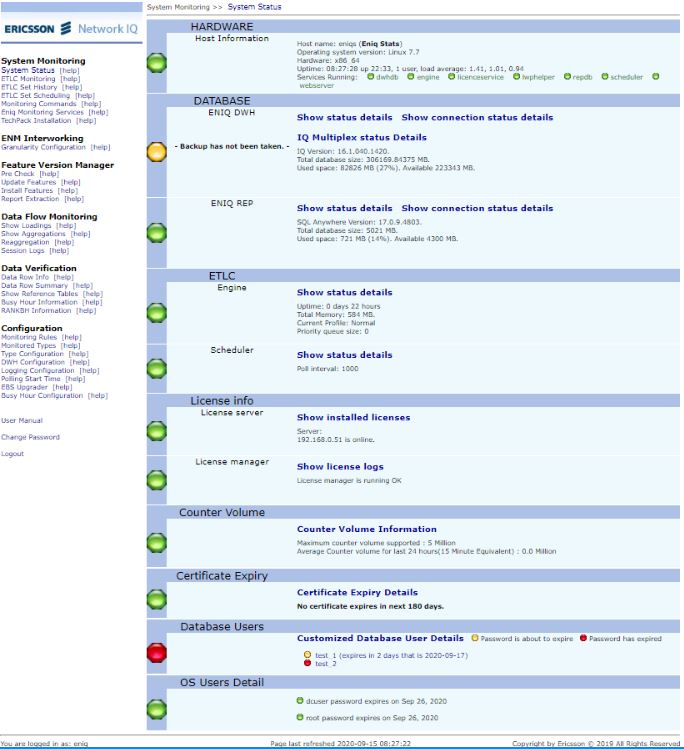 System Monitoring >> System Status
ERICSSON Network IQ
System Monitoring
System Status [help]
ETLC Monitoring [help]
ETLC Set History [help]
ETLC Set Scheduling [help]
Monitoring Commands [help]
Eniq Monitoring Services [help]
TechPack Installation [help]
ENM Interworking
Granularity Configuration [help]
Feature Version Manager
Pre Check [help]
Update Features [help]
Install Features [help]
Report Extraction [help]
Data Flow Monitoring
Show Loadings [help]
Show Aggregations [help]
Reaggregation [help]
Session Logs [help]
Data Verification
Data Row Info [help]
Data Row Summary [help]
Show Reference Tables [help]
Busy Hour Information [help]
RANKBH Information [help]
Configuration
Monitoring Rules [help]
Monitored Types [help]
Type Configuration [help]
DWH Configuration [help]
Logging Configuration [help]
Polling Start Time [help]
EBS Upgrader [help]
Busy Hour Configuration [help]
User Manual
Change Password
Logout
HARDWARE
Host Information
Host name: eniqs (Eniq Stats)
Operating system version: Linux 7.7
Hardware: x86_64
Uptime: 08:27:28 up 22:33, 1 user, load average: 1.41, 1.01, 0.94
Services Running: dwhdb engine licenceservice lwphelper repdb scheduler
webserver
DATABASE
ENIQ DWH
Show status details Show connection status details
- Backup has not been taken. -
IQ Multiplex status Details
IQ Version: 16.1.040.1420.
Total database size: 306169.84375 MB.
Used space: 82826 MB (27%). Available 223343 MB.
ENIQ REP
Show status details Show connection status details
SQL Anywhere Version: 17.0.9.4803.
Total database size: 5021 MB.
Used space: 721 MB (14%). Available 4300 MB.
ETLC
Engine
Show status details
Uptime: 0 days 22 hours
Total Memory: 584 MB.
Current Profile: Normal
Priority queue size: 0
Scheduler
Show status details
Poll interval: 1000
License info
License server
Show installed licenses
Server:
192.168.0.51 is online.
License manager
Show license logs
License manager is running OK
Counter Volume
Counter Volume Information
Maximum counter volume supported : 5 Million
Average Counter volume for last 24 hours(15 Minute Equivalent) : 0.0 Million
Certificate Expiry
Certificate Expiry Details
No certificate expires in next 180 days.
Database Users
Customized Database User Details Password is about to expire Password has expired
test_1 (expires in 2 days that is 2020-09-17)
test_2
OS Users Detail
dcuser password expires on Sep 26, 2020
root password expires on Sep 26, 2020
You are logged in as: eniq
Page last refreshed 2020-09-15 08:27:22
Copyright by Ericsson © 2019 All Rights Reserved